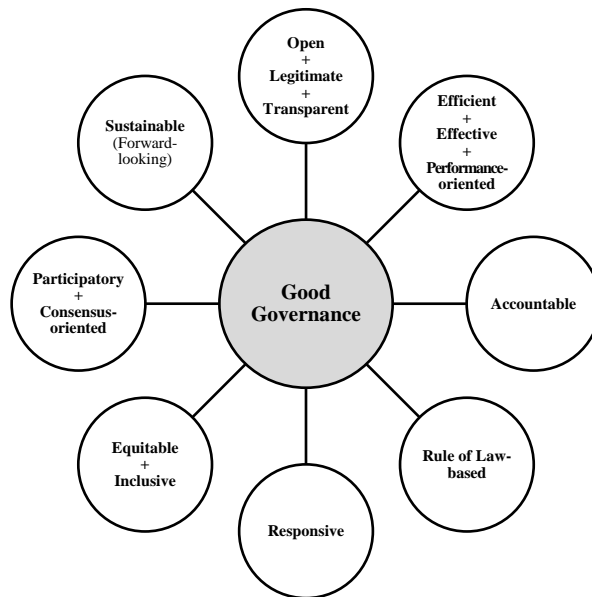 Open
+
Legitimate
+
Transparent
Efficient
+
Effective
+
Performance-
oriented
Sustainable
(Forward-
looking)
Participatory
+
Consensus-
oriented
Good
Governance
Accountable
Equitable
+
Inclusive
Rule of Law-
based
Responsive